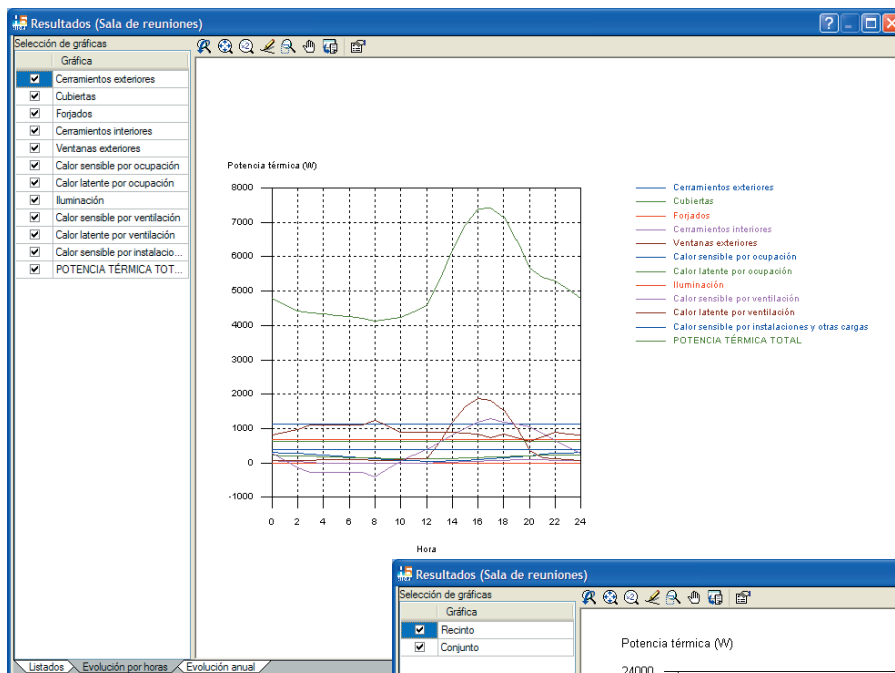 Resultados (Sala de reuniones)
Selección de gráficas
Gráfica
Cerramientos exteriores
Cubiertas
Forjados
Cerramientos interiores
Ventanas exteriores
Calor sensible por ocupación
Calor latente por ocupación
Iluminación
Calor sensible por ventilación
Calor latente por ventilación
Calor sensible por instalacio...
POTENCIA TÉRMICA TOT...
Potencia térmica (W)
8000
7000
6000
5000
4000
3000
2000
1000
0
-1000
0 2 4 6 8 10 12 14 16 18 20 22 24
Hora
Cerramientos exteriores
Cubiertas
Forjados
Cerramientos interiores
Ventanas exteriores
Calor sensible por ocupación
Calor latente por ocupación
Iluminación
Calor sensible por ventilación
Calor latente por ventilación
Calor sensible por instalaciones y otras cargas
POTENCIA TÉRMICA TOTAL
Listados Evolución por horas Evolución anual
Resultados (Sala de reuniones)
Selección de gráficas
Gráfica
Recinto
Conjunto
Potencia térmica (W)
24000